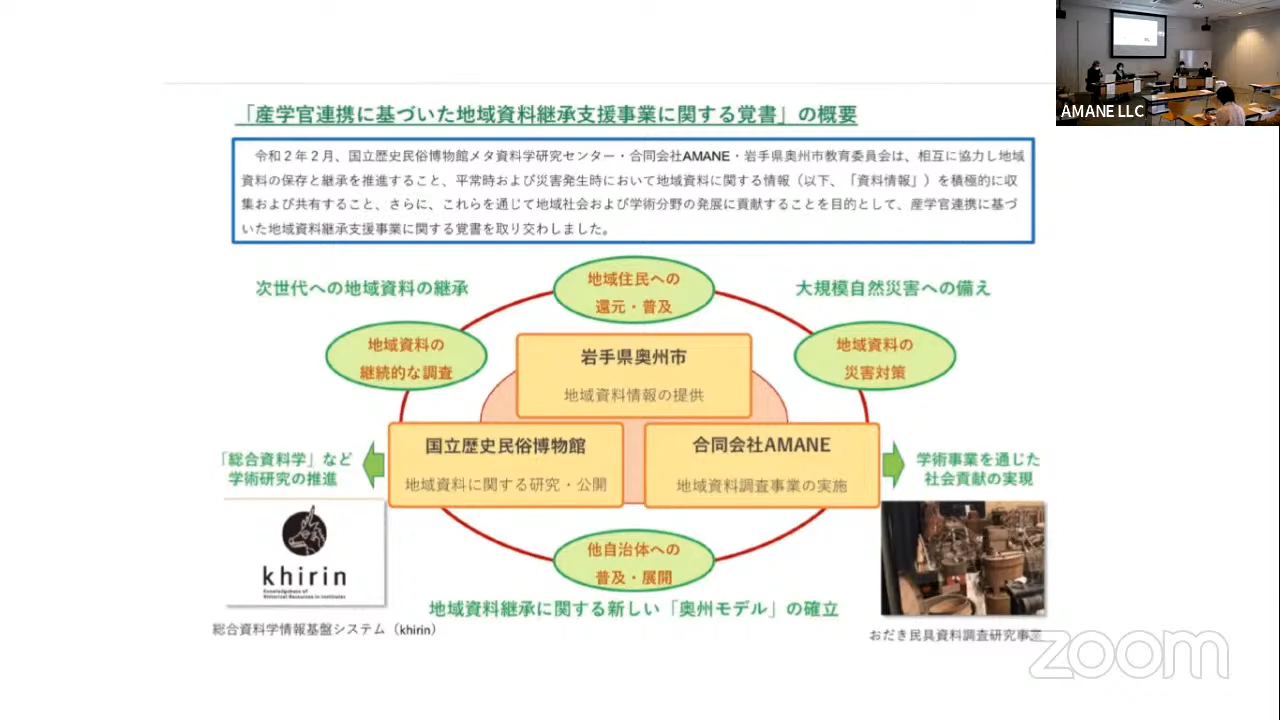 AMANE LLC
「産学官連携に基づいた地域資料継承支援事業に関する覚書」の概要
令和２年２月、国立歴史民俗博物館メタ資料学研究センター・合同会社AMANE・岩手県奥州市教育委員会は、相互に協力し地域
資料の保存と継承を推進すること、平常時および災害発生時において地域資料に関する情報（以下、「資料情報」）を積極的に収
集および共有すること、さらに、これらを通じて地域社会および学術分野の発展に貢献することを目的として、産学官連携に基づ
いた地域資料継承支援事業に関する覚書を取り交わしました。
次世代への地域資料の継承
地域住民への
還元・普及
大規模自然災害への備え
地域資料の
継続的な調査
地域資料の
災害対策
岩手県奥州市
地域資料情報の提供
国立歴史民俗博物館
地域資料に関する研究・公開
合同会社AMANE
地域資料調査事業の実施
「総合資料学」など
学術研究の推進
学術事業を通じた
社会貢献の実現
khirin
Knowledgebase of
Historical Resources in Institutes
他自治体への
普及・展開
地域資料継承に関する新しい「奥州モデル」の確立
総合資料学情報基盤システム（khirin）
おだき民具資料調査研究事業
zoom